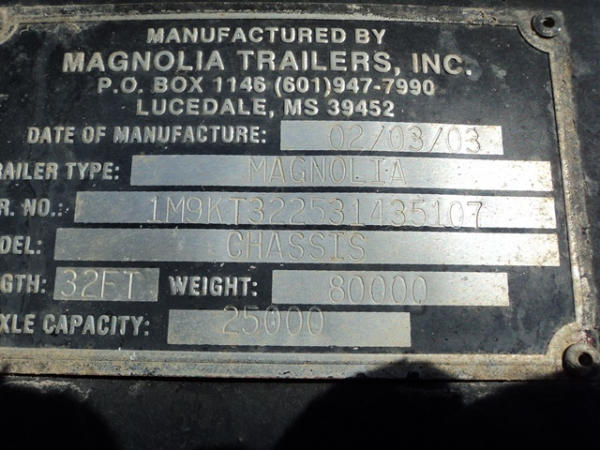 MANUFACTURED BY
MAGNOLIA TRAILERS, INC.
P.O. BOX 1146 (601)947-7990
LUCEDALE, MS 39452
DATE OF MANUFACTURE: 02/03/03
RAILER TYPE: MAGNOLIA
R. NO.: 1M9KT322531435107
DEL: CHASSIS
GTH: 32FT WEIGHT: 80000
XLE CAPACITY: 25000